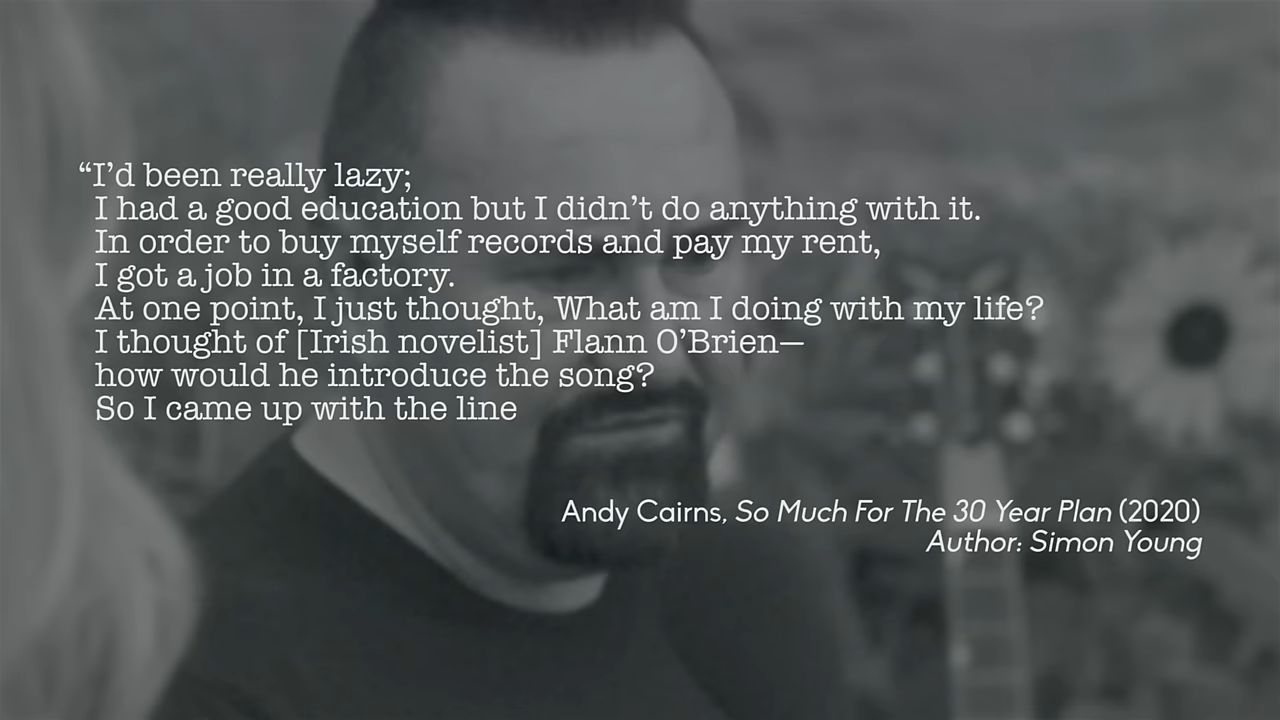 “I’d been really lazy;
I had a good education but I didn’t do anything with it.
In order to buy myself records and pay my rent,
I got a job in a factory.
At one point, I just thought, What am I doing with my life?
I thought of [Irish novelist] Flann O’Brien—
how would he introduce the song?
So I came up with the line
Andy Cairns, So Much For The 30 Year Plan (2020)
Author: Simon Young